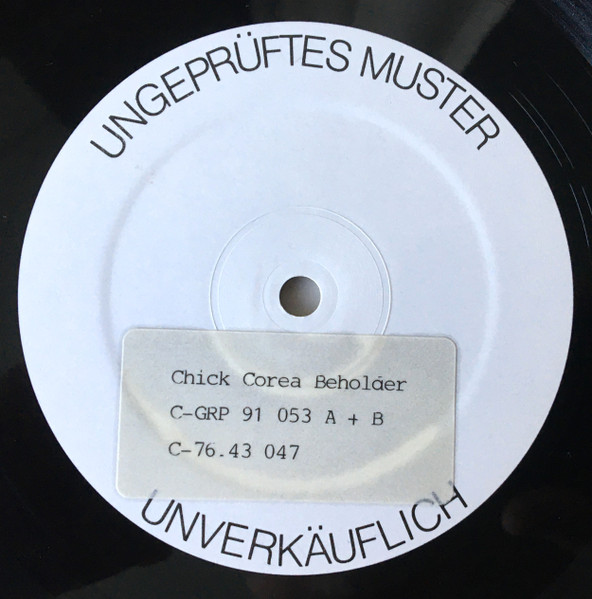 UNGEPRÜFTES MUSTER
Chick Corea Beholder
C-GRP 91 053 A + B
C-76.43 047
UNVERKÄUFLICH